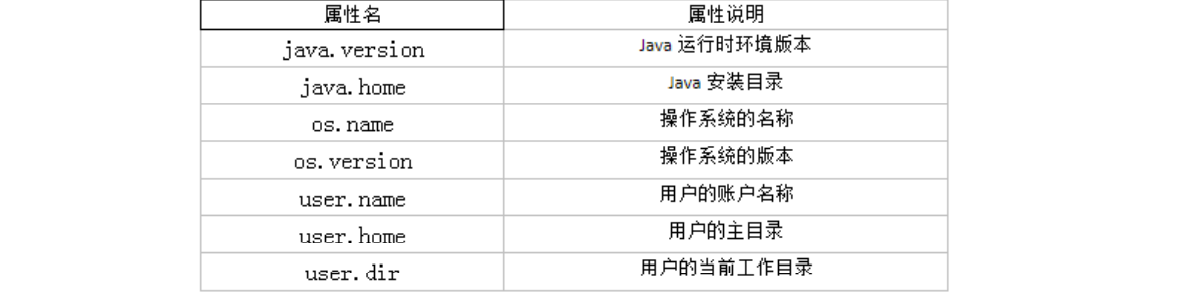 属性名 属性说明
java.version Java 运行时环境版本
java.home Java 安装目录
os.name 操作系统的名称
os.version 操作系统的版本
user.name 用户的账户名称
user.home 用户的主目录
user.dir 用户的当前工作目录